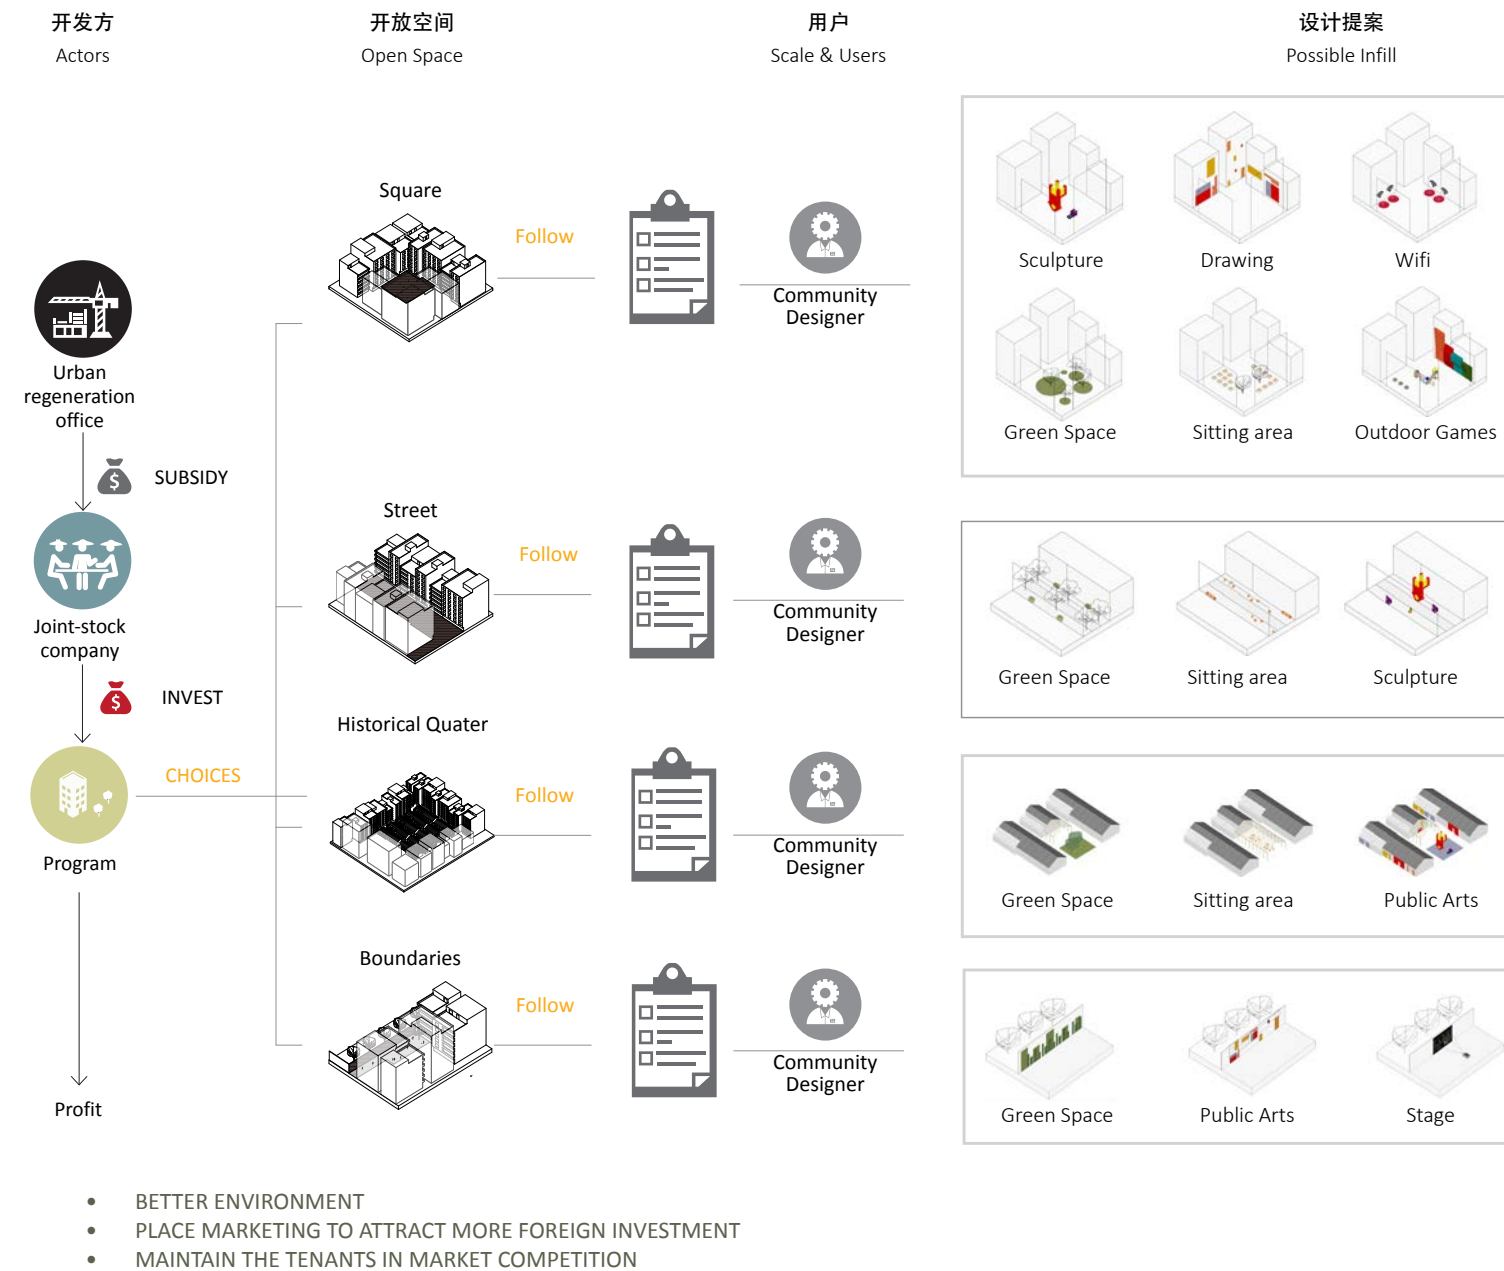 开发方
Actors
开放空间
Open Space
用户
Scale & Users
设计提案
Possible Infill
Urban
regeneration
office
SUBSIDY
Joint-stock
company
INVEST
Program
CHOICES
Profit
Square
Follow
Community
Designer
Sculpture
Drawing
Wifi
Green Space
Sitting area
Outdoor Games
Street
Follow
Community
Designer
Green Space
Sitting area
Sculpture
Historical Quater
Follow
Community
Designer
Green Space
Sitting area
Public Arts
Boundaries
Follow
Community
Designer
Green Space
Public Arts
Stage
• BETTER ENVIRONMENT
• PLACE MARKETING TO ATTRACT MORE FOREIGN INVESTMENT
• MAINTAIN THE TENANTS IN MARKET COMPETITION